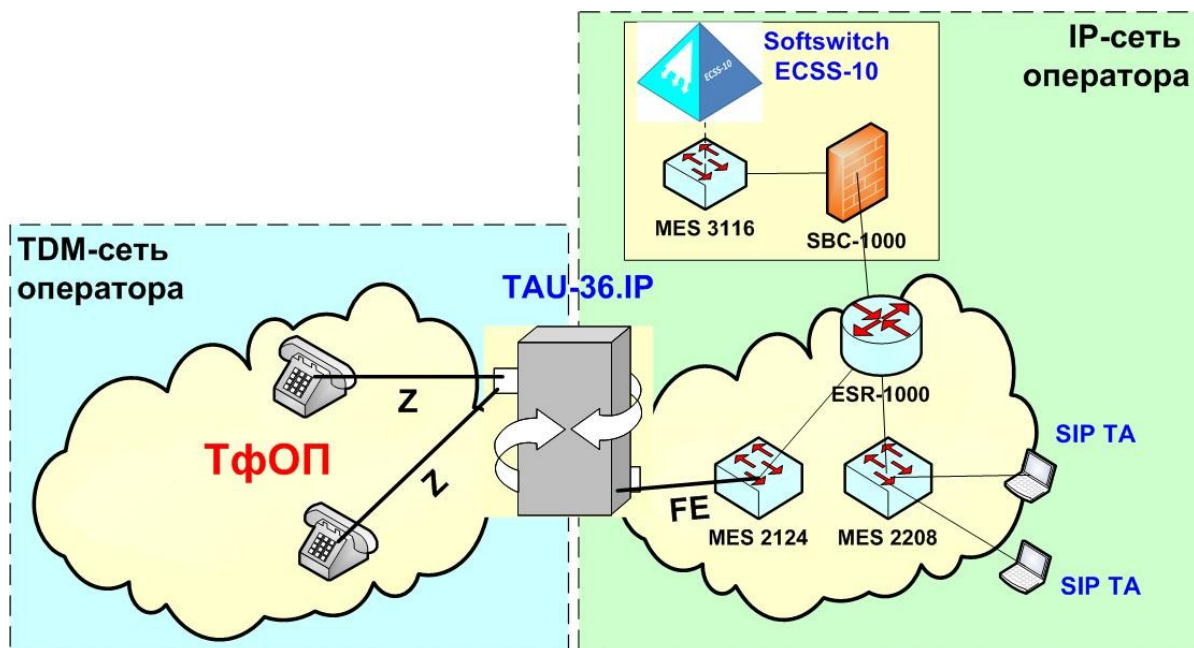 Softswitch
ECSS-10
ECSS-10
IP-сеть
оператора
MES 3116
SBC-1000
TDM-сеть
оператора
TAU-36.IP
ESR-1000
Z
ТфОП
Z
FE
MES 2124
MES 2208
SIP TA
SIP TA